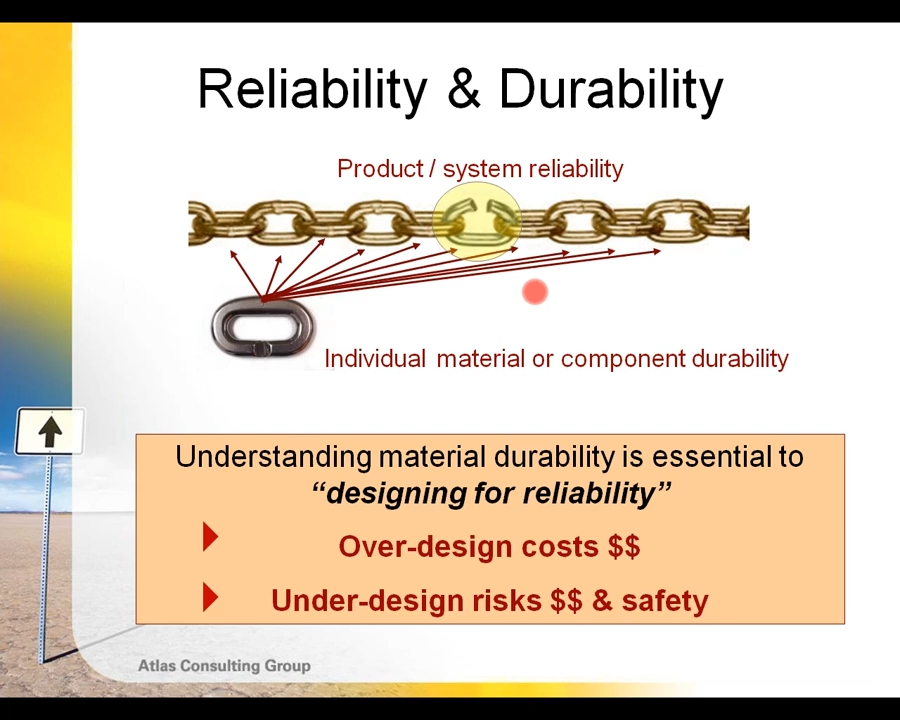 Reliability & Durability
Product / system reliability
Individual material or component durability
Understanding material durability is essential to
“designing for reliability”
Over-design costs $$
Under-design risks $$ & safety
Atlas Consulting Group